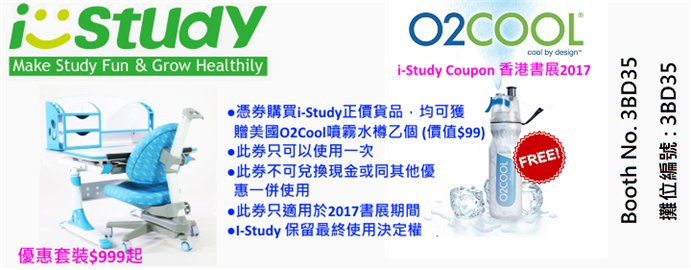 i-Study
Make Study Fun & Grow Healthily
O2COOL®
cool by design™
i-Study Coupon 香港書展2017
●憑券購買i-Study正價貨品，均可獲
贈美國O2Cool噴霧水樽乙個 (價值$99)
●此券只可以使用一次
●此券不可兌換現金或同其他優
惠一併使用
●此券只適用於2017書展期間
●I-Study 保留最終使用決定權
優惠套裝$999起
O2COOL
FREE!
Booth No. 3BD35
攤位編號：3BD35